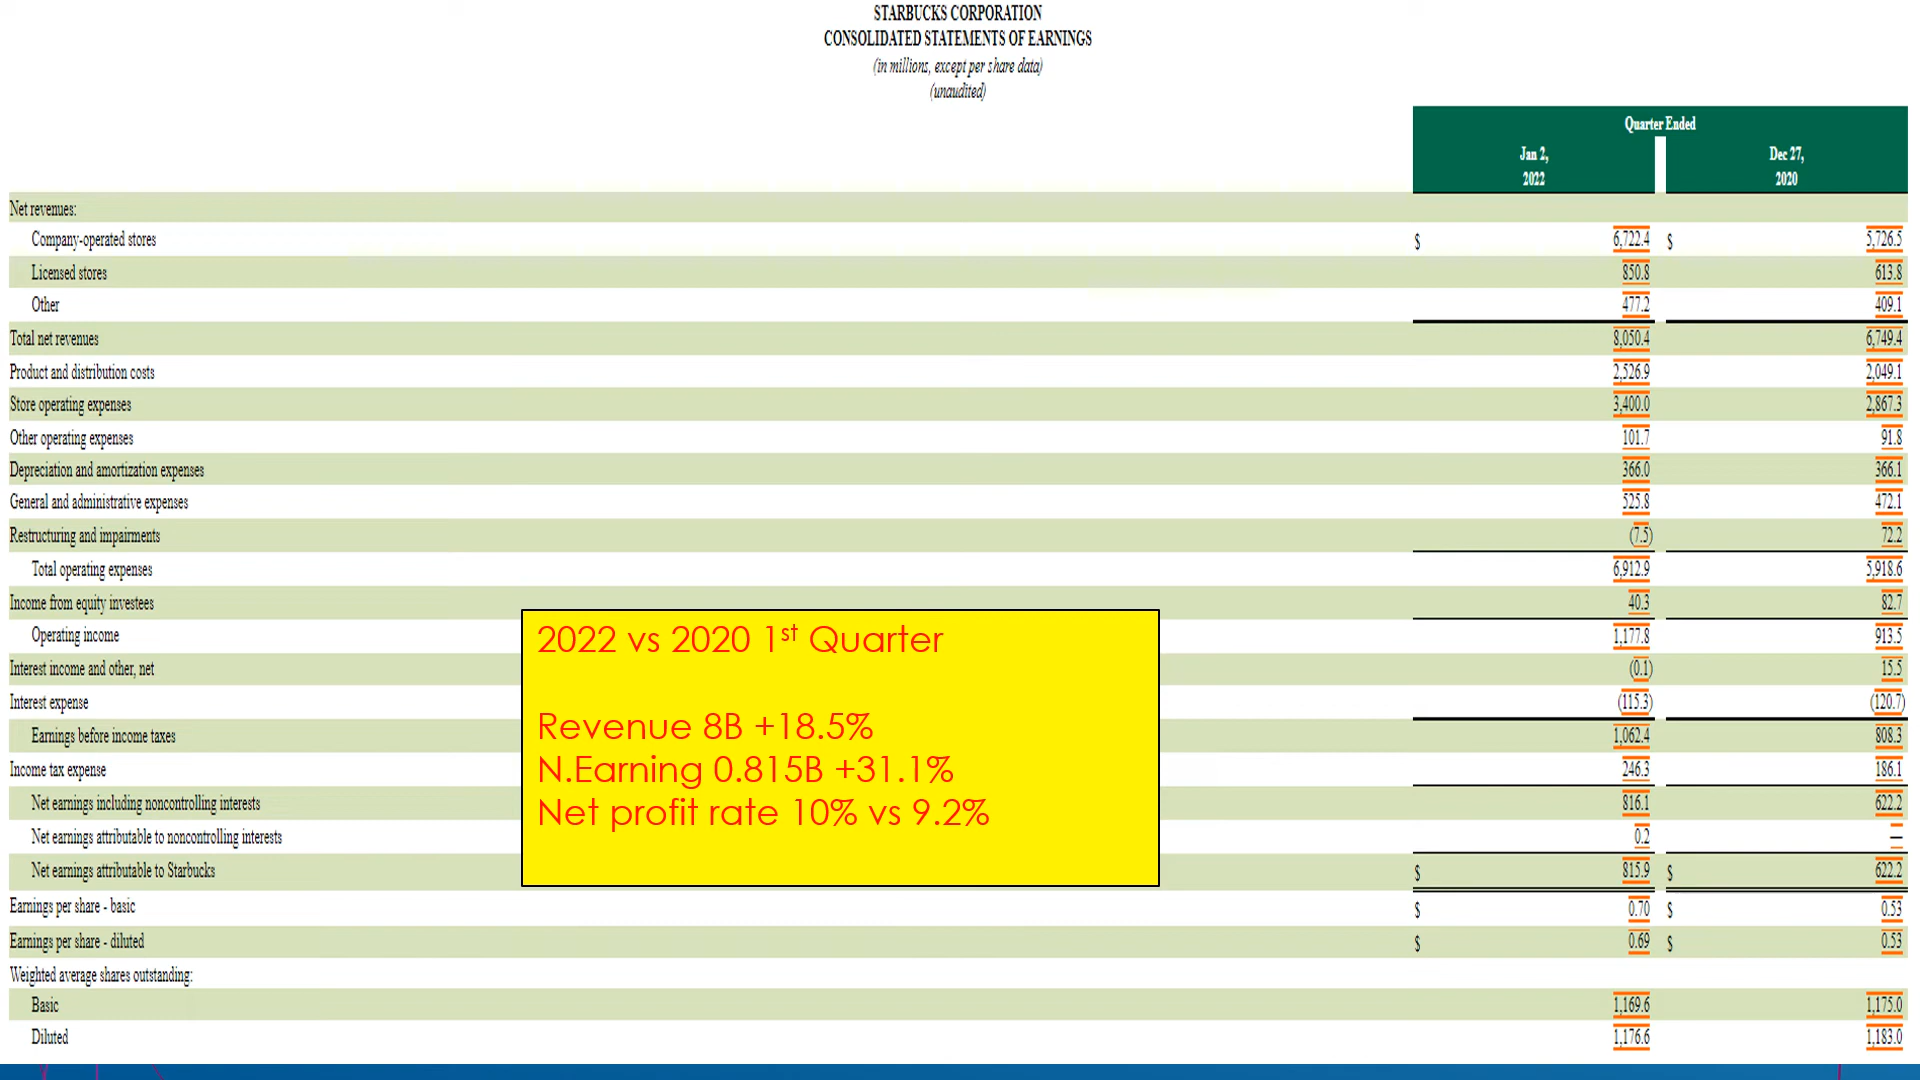 STARBUCKS CORPORATION
CONSOLIDATED STATEMENTS OF EARNINGS
(in millions, except per share data)
(unaudited)
Quarter Ended
Jan 2, 2022 Dec 27, 2020
Net revenues:
Company-operated stores $ 6,722.4 $ 5,726.5
Licensed stores 850.8 613.8
Other 477.2 409.1
Total net revenues 8,050.4 6,749.4
Product and distribution costs 2,526.9 2,049.1
Store operating expenses 3,400.0 2,867.3
Other operating expenses 101.7 91.8
Depreciation and amortization expenses 366.0 366.1
General and administrative expenses 525.8 472.1
Restructuring and impairments (7.5) 72.2
Total operating expenses 6,912.9 5,918.6
Income from equity investees 40.3 82.7
Operating income 1,177.8 913.5
Interest income and other, net (0.1) 15.5
Interest expense (115.3) (120.7)
Earnings before income taxes 1,062.4 808.3
Income tax expense 246.3 186.1
Net earnings including noncontrolling interests 816.1 622.2
Net earnings attributable to noncontrolling interests 0.2 —
Net earnings attributable to Starbucks $ 815.9 $ 622.2
Earnings per share - basic $ 0.70 $ 0.53
Earnings per share - diluted $ 0.69 $ 0.53
Weighted average shares outstanding:
Basic 1,169.6 1,175.0
Diluted 1,176.6 1,183.0
2022 vs 2020 1st Quarter
Revenue 8B +18.5%
N.Earning 0.815B +31.1%
Net profit rate 10% vs 9.2%